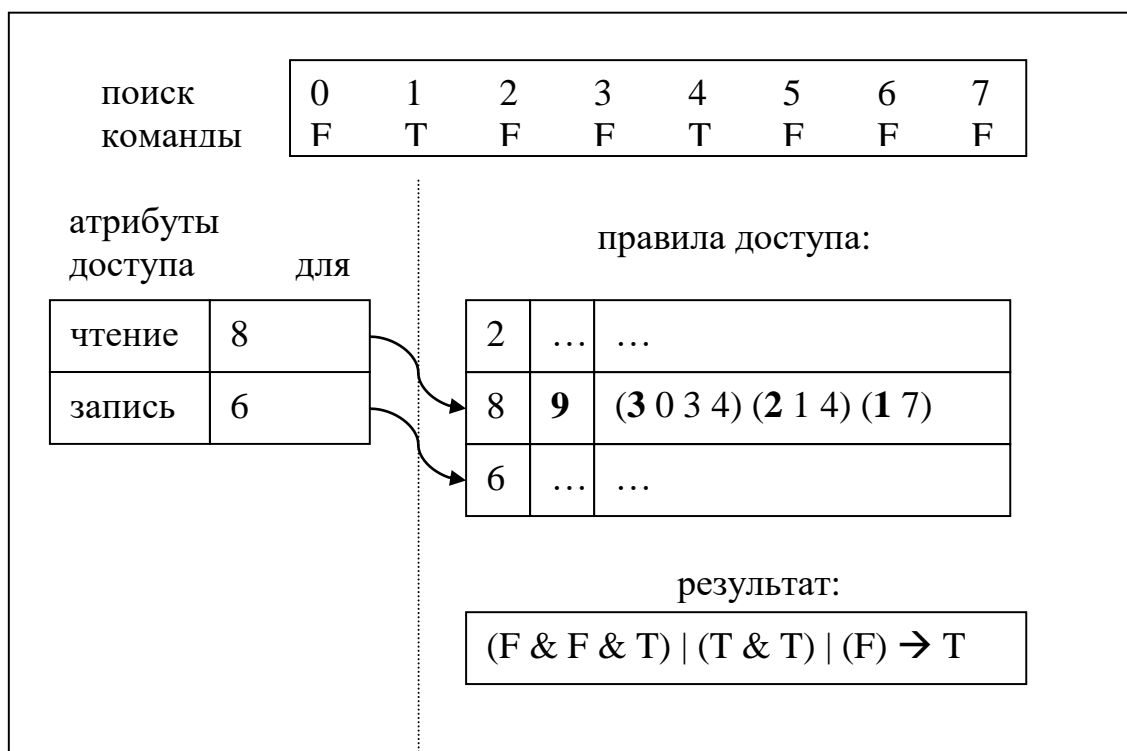 поиск
команды
0 1 2 3 4 5 6 7
F T F F T F F F
атрибуты
доступа для
чтение 8
запись 6
правила доступа:
2 … …
8 9 (3 0 3 4) (2 1 4) (1 7)
6 … …
результат:
(F & F & T) | (T & T) | (F) → T